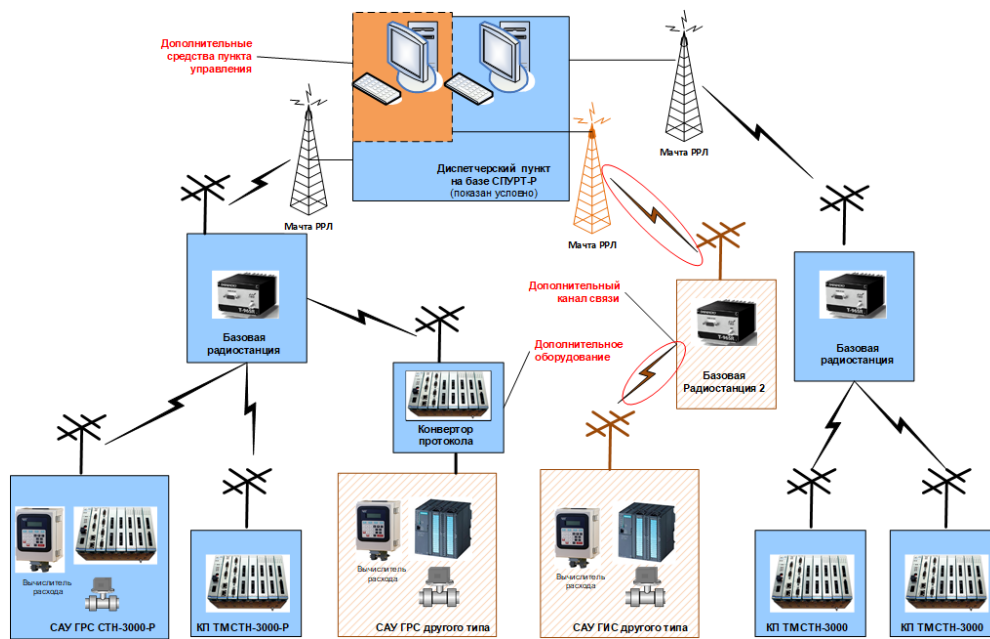 Дополнительные
средства пункта
управления
Мачта РРЛ
Диспетчерский пункт
на базе СПУРТ-Р
(показан условно)
Мачта РРЛ
Мачта РРЛ
Базовая
радиостанция
T-96SR
Дополнительный
канал связи
Дополнительное
оборудование
Конвертор
протокола
T-96SR
Базовая
Радиостанция 2
T-96SR
Базовая
радиостанция
Вычислитель
расхода
САУ ГРС СТН-3000-Р
КП ТМСТН-3000-Р
Вычислитель
расхода
САУ ГРС другого типа
Вычислитель
расхода
САУ ГИС другого типа
КП ТМСТН-3000
КП ТМСТН-3000